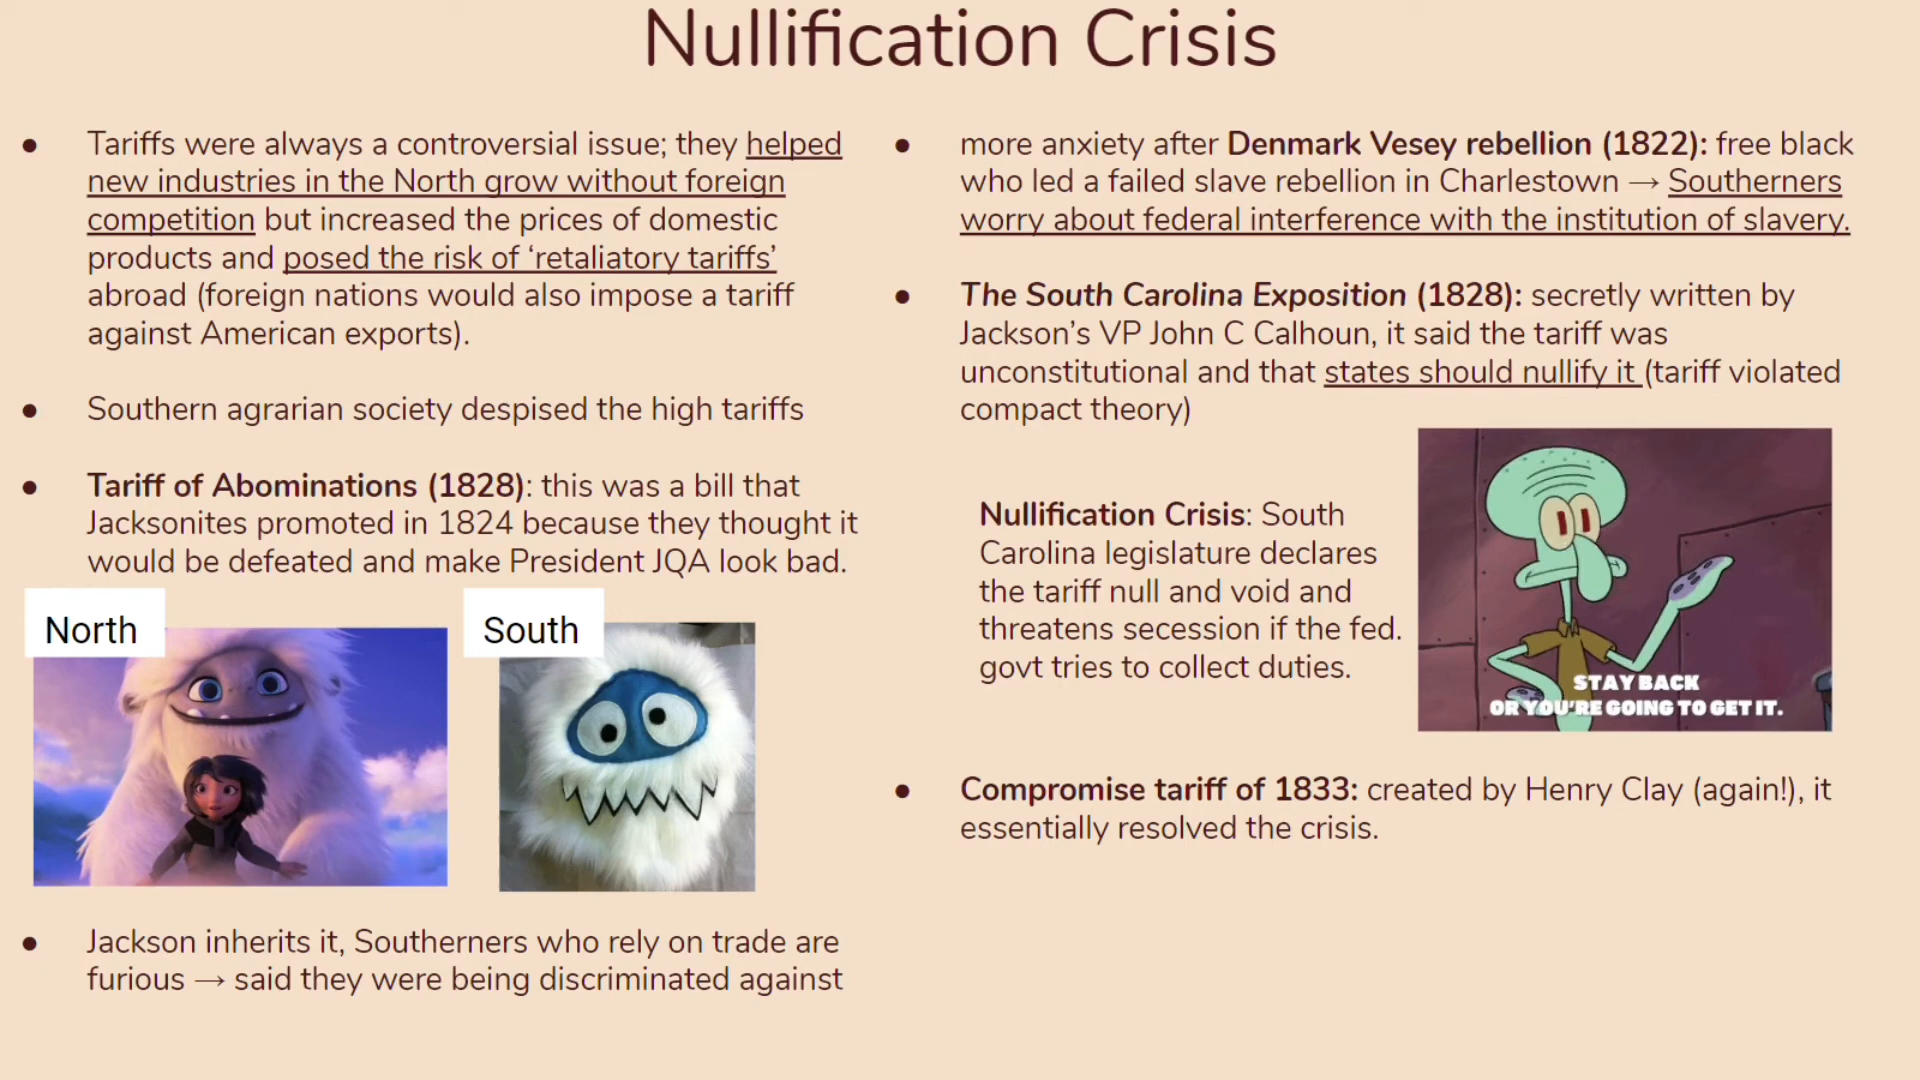 Nullification Crisis
● Tariffs were always a controversial issue; they helped
new industries in the North grow without foreign
competition but increased the prices of domestic
products and posed the risk of ‘retaliatory tariffs’
abroad (foreign nations would also impose a tariff
against American exports).
● Southern agrarian society despised the high tariffs
● Tariff of Abominations (1828): this was a bill that
Jacksonites promoted in 1824 because they thought it
would be defeated and make President JQA look bad.
North
South
● Jackson inherits it, Southerners who rely on trade are
furious → said they were being discriminated against
● more anxiety after Denmark Vesey rebellion (1822): free black
who led a failed slave rebellion in Charlestown → Southerners
worry about federal interference with the institution of slavery.
● The South Carolina Exposition (1828): secretly written by
Jackson’s VP John C Calhoun, it said the tariff was
unconstitutional and that states should nullify it (tariff violated
compact theory)
Nullification Crisis: South
Carolina legislature declares
the tariff null and void and
threatens secession if the fed.
govt tries to collect duties.
STAY BACK
OR YOU'RE GOING TO GET IT.
● Compromise tariff of 1833: created by Henry Clay (again!), it
essentially resolved the crisis.